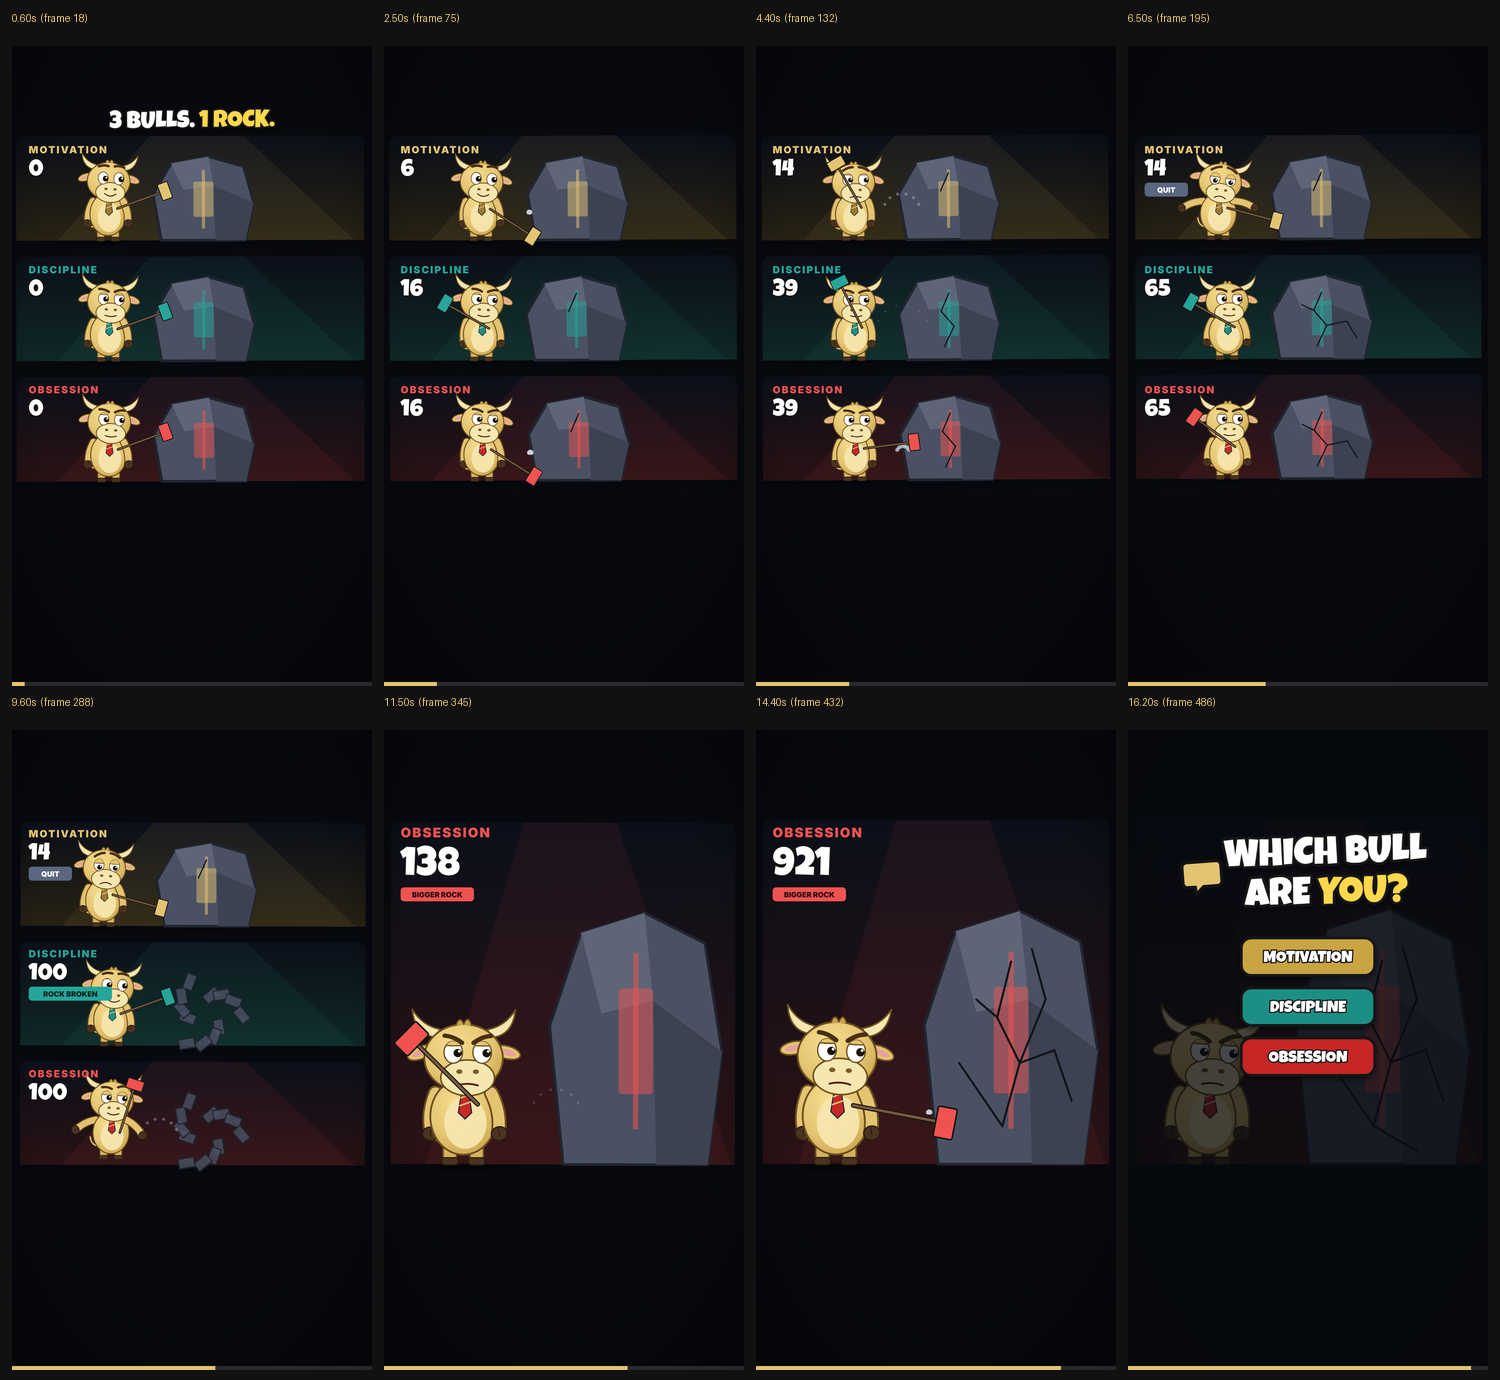 0.60s (frame 18)
3 BULLS. 1 ROCK.
MOTIVATION
0
DISCIPLINE
0
OBSESSION
0
2.50s (frame 75)
MOTIVATION
6
DISCIPLINE
16
OBSESSION
16
4.40s (frame 132)
MOTIVATION
14
DISCIPLINE
39
OBSESSION
39
6.50s (frame 195)
MOTIVATION
14
QUIT
DISCIPLINE
65
OBSESSION
65
9.60s (frame 288)
MOTIVATION
14
QUIT
DISCIPLINE
100
ROCK BROKEN
OBSESSION
100
11.50s (frame 345)
OBSESSION
138
BIGGER ROCK
14.40s (frame 432)
OBSESSION
921
BIGGER ROCK
16.20s (frame 486)
WHICH BULL
ARE YOU?
MOTIVATION
DISCIPLINE
OBSESSION